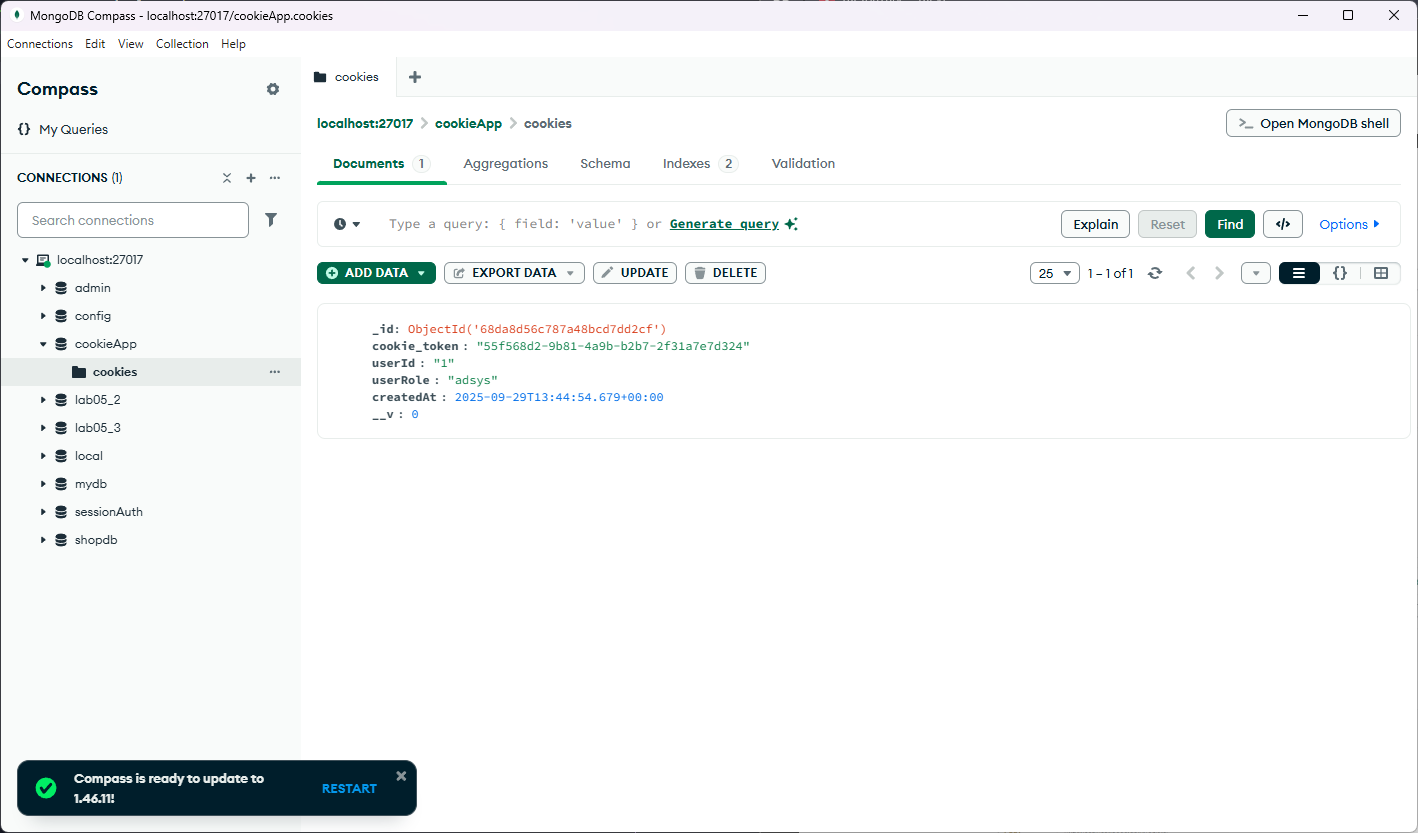 MongoDB Compass - localhost:27017/cookieApp.cookies
Connections Edit View Collection Help
Compass
cookies
{} My Queries
localhost:27017 > cookieApp > cookies
>_ Open MongoDB shell
Documents 1 Aggregations Schema Indexes 2 Validation
CONNECTIONS (1)
Search connections
Type a query: { field: 'value' } or Generate query
Explain Reset Find </> Options
ADD DATA EXPORT DATA UPDATE DELETE
25 1 – 1 of 1 {}
localhost:27017
admin
config
cookieApp
cookies
lab05_2
lab05_3
local
mydb
sessionAuth
shopdb
_id: ObjectId('68da8d56c787a48bcd7dd2cf')
cookie_token : "55f568d2-9b81-4a9b-b2b7-2f31a7e7d324"
userId : "1"
userRole : "adsys"
createdAt : 2025-09-29T13:44:54.679+00:00
__v : 0
Compass is ready to update to
1.46.11!
RESTART